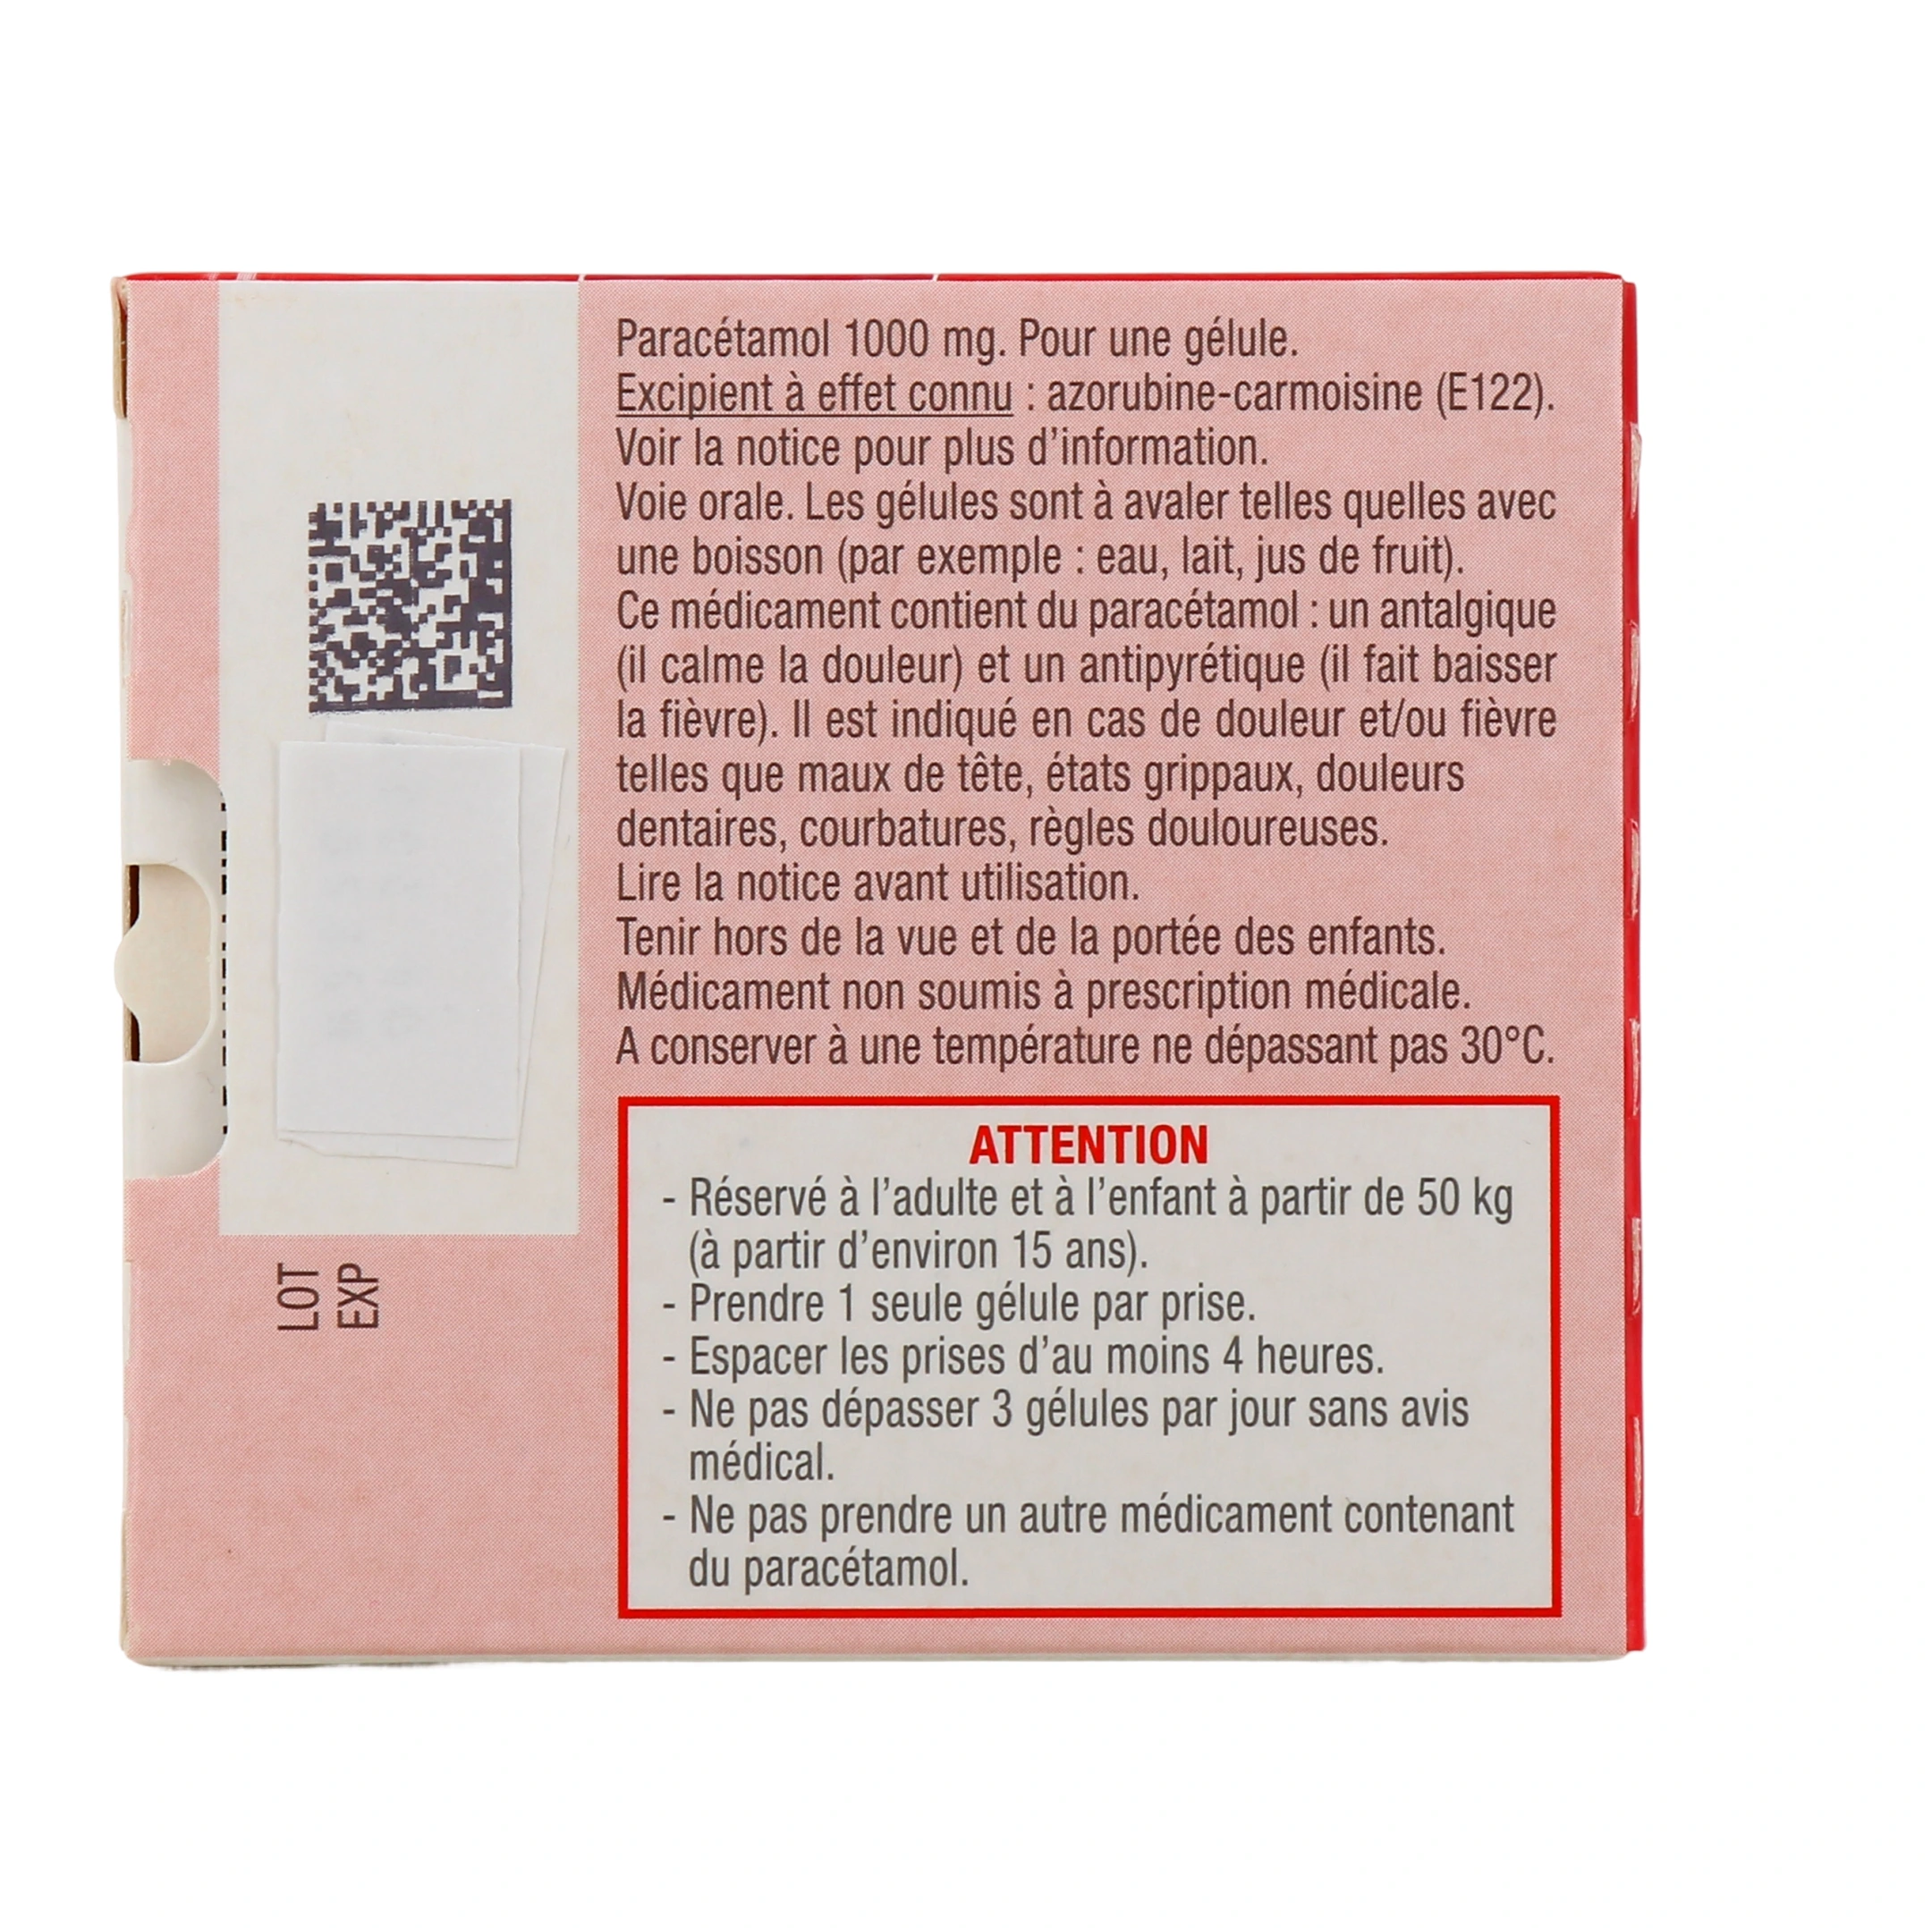 Paracétamol 1000 mg. Pour une gélule.
Excipient à effet connu : azorubine-carmoisine (E122).
Voir la notice pour plus d’information.
Voie orale. Les gélules sont à avaler telles quelles avec
une boisson (par exemple : eau, lait, jus de fruit).
Ce médicament contient du paracétamol : un antalgique
(il calme la douleur) et un antipyrétique (il fait baisser
la fièvre). Il est indiqué en cas de douleur et/ou fièvre
telles que maux de tête, états grippaux, douleurs
dentaires, courbatures, règles douloureuses.
Lire la notice avant utilisation.
Tenir hors de la vue et de la portée des enfants.
Médicament non soumis à prescription médicale.
A conserver à une température ne dépassant pas 30°C.
ATTENTION
- Réservé à l’adulte et à l’enfant à partir de 50 kg
(à partir d’environ 15 ans).
- Prendre 1 seule gélule par prise.
- Espacer les prises d’au moins 4 heures.
- Ne pas dépasser 3 gélules par jour sans avis
médical.
- Ne pas prendre un autre médicament contenant
du paracétamol.
LOT
EXP